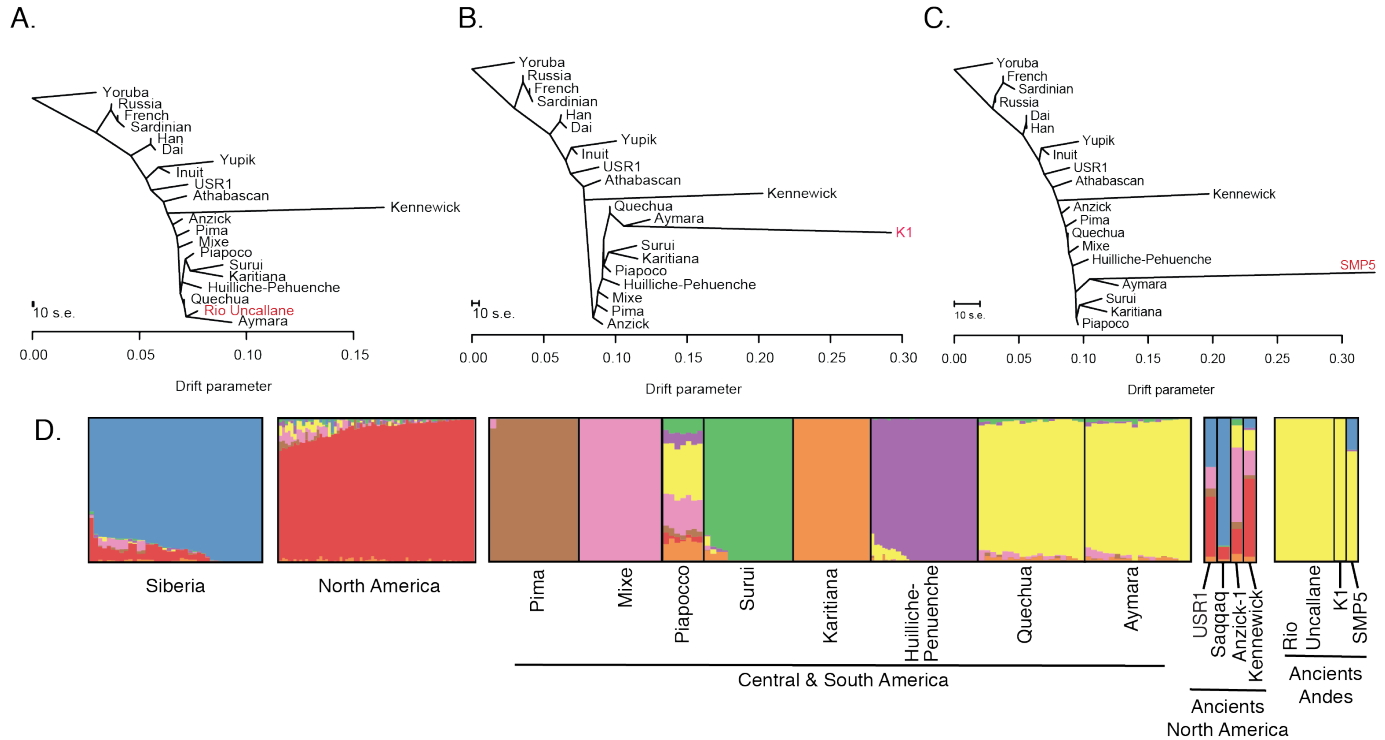 A.
Yoruba
Russia
French
Sardinian
Han
Dai
Yupik
Inuit
USR1
Athabascan
Kennewick
Anzick
Pima
Mixe
Piapoco
Surui
Karitiana
Huilliche-Pehuenche
Quechua
Rio Uncallane
Aymara
10 s.e.
0.00 0.05 0.10 0.15
Drift parameter
B.
Yoruba
Russia
French
Sardinian
Han
Dai
Yupik
Inuit
USR1
Athabascan
Kennewick
Quechua
Aymara
K1
Surui
Karitiana
Piapoco
Huilliche-Pehuenche
Mixe
Pima
Anzick
10 s.e.
0.00 0.05 0.10 0.15 0.20 0.25 0.30
Drift parameter
C.
Yoruba
French
Sardinian
Russia
Dai
Han
Yupik
Inuit
USR1
Athabascan
Kennewick
Anzick
Pima
Quechua
Mixe
Huilliche-Pehuenche
SMP5
Aymara
Surui
Karitiana
Piapoco
10 s.e.
0.00 0.05 0.10 0.15 0.20 0.25 0.30
Drift parameter
D.
Siberia
North America
Pima
Mixe
Piapocco
Surui
Karitiana
Huilliche-
Penuenche
Quechua
Aymara
Central & South America
USR1
Saqqaq
Anzick-1
Kennewick
Ancients
North America
Rio
Uncallane
K1
SMP5
Ancients
Andes